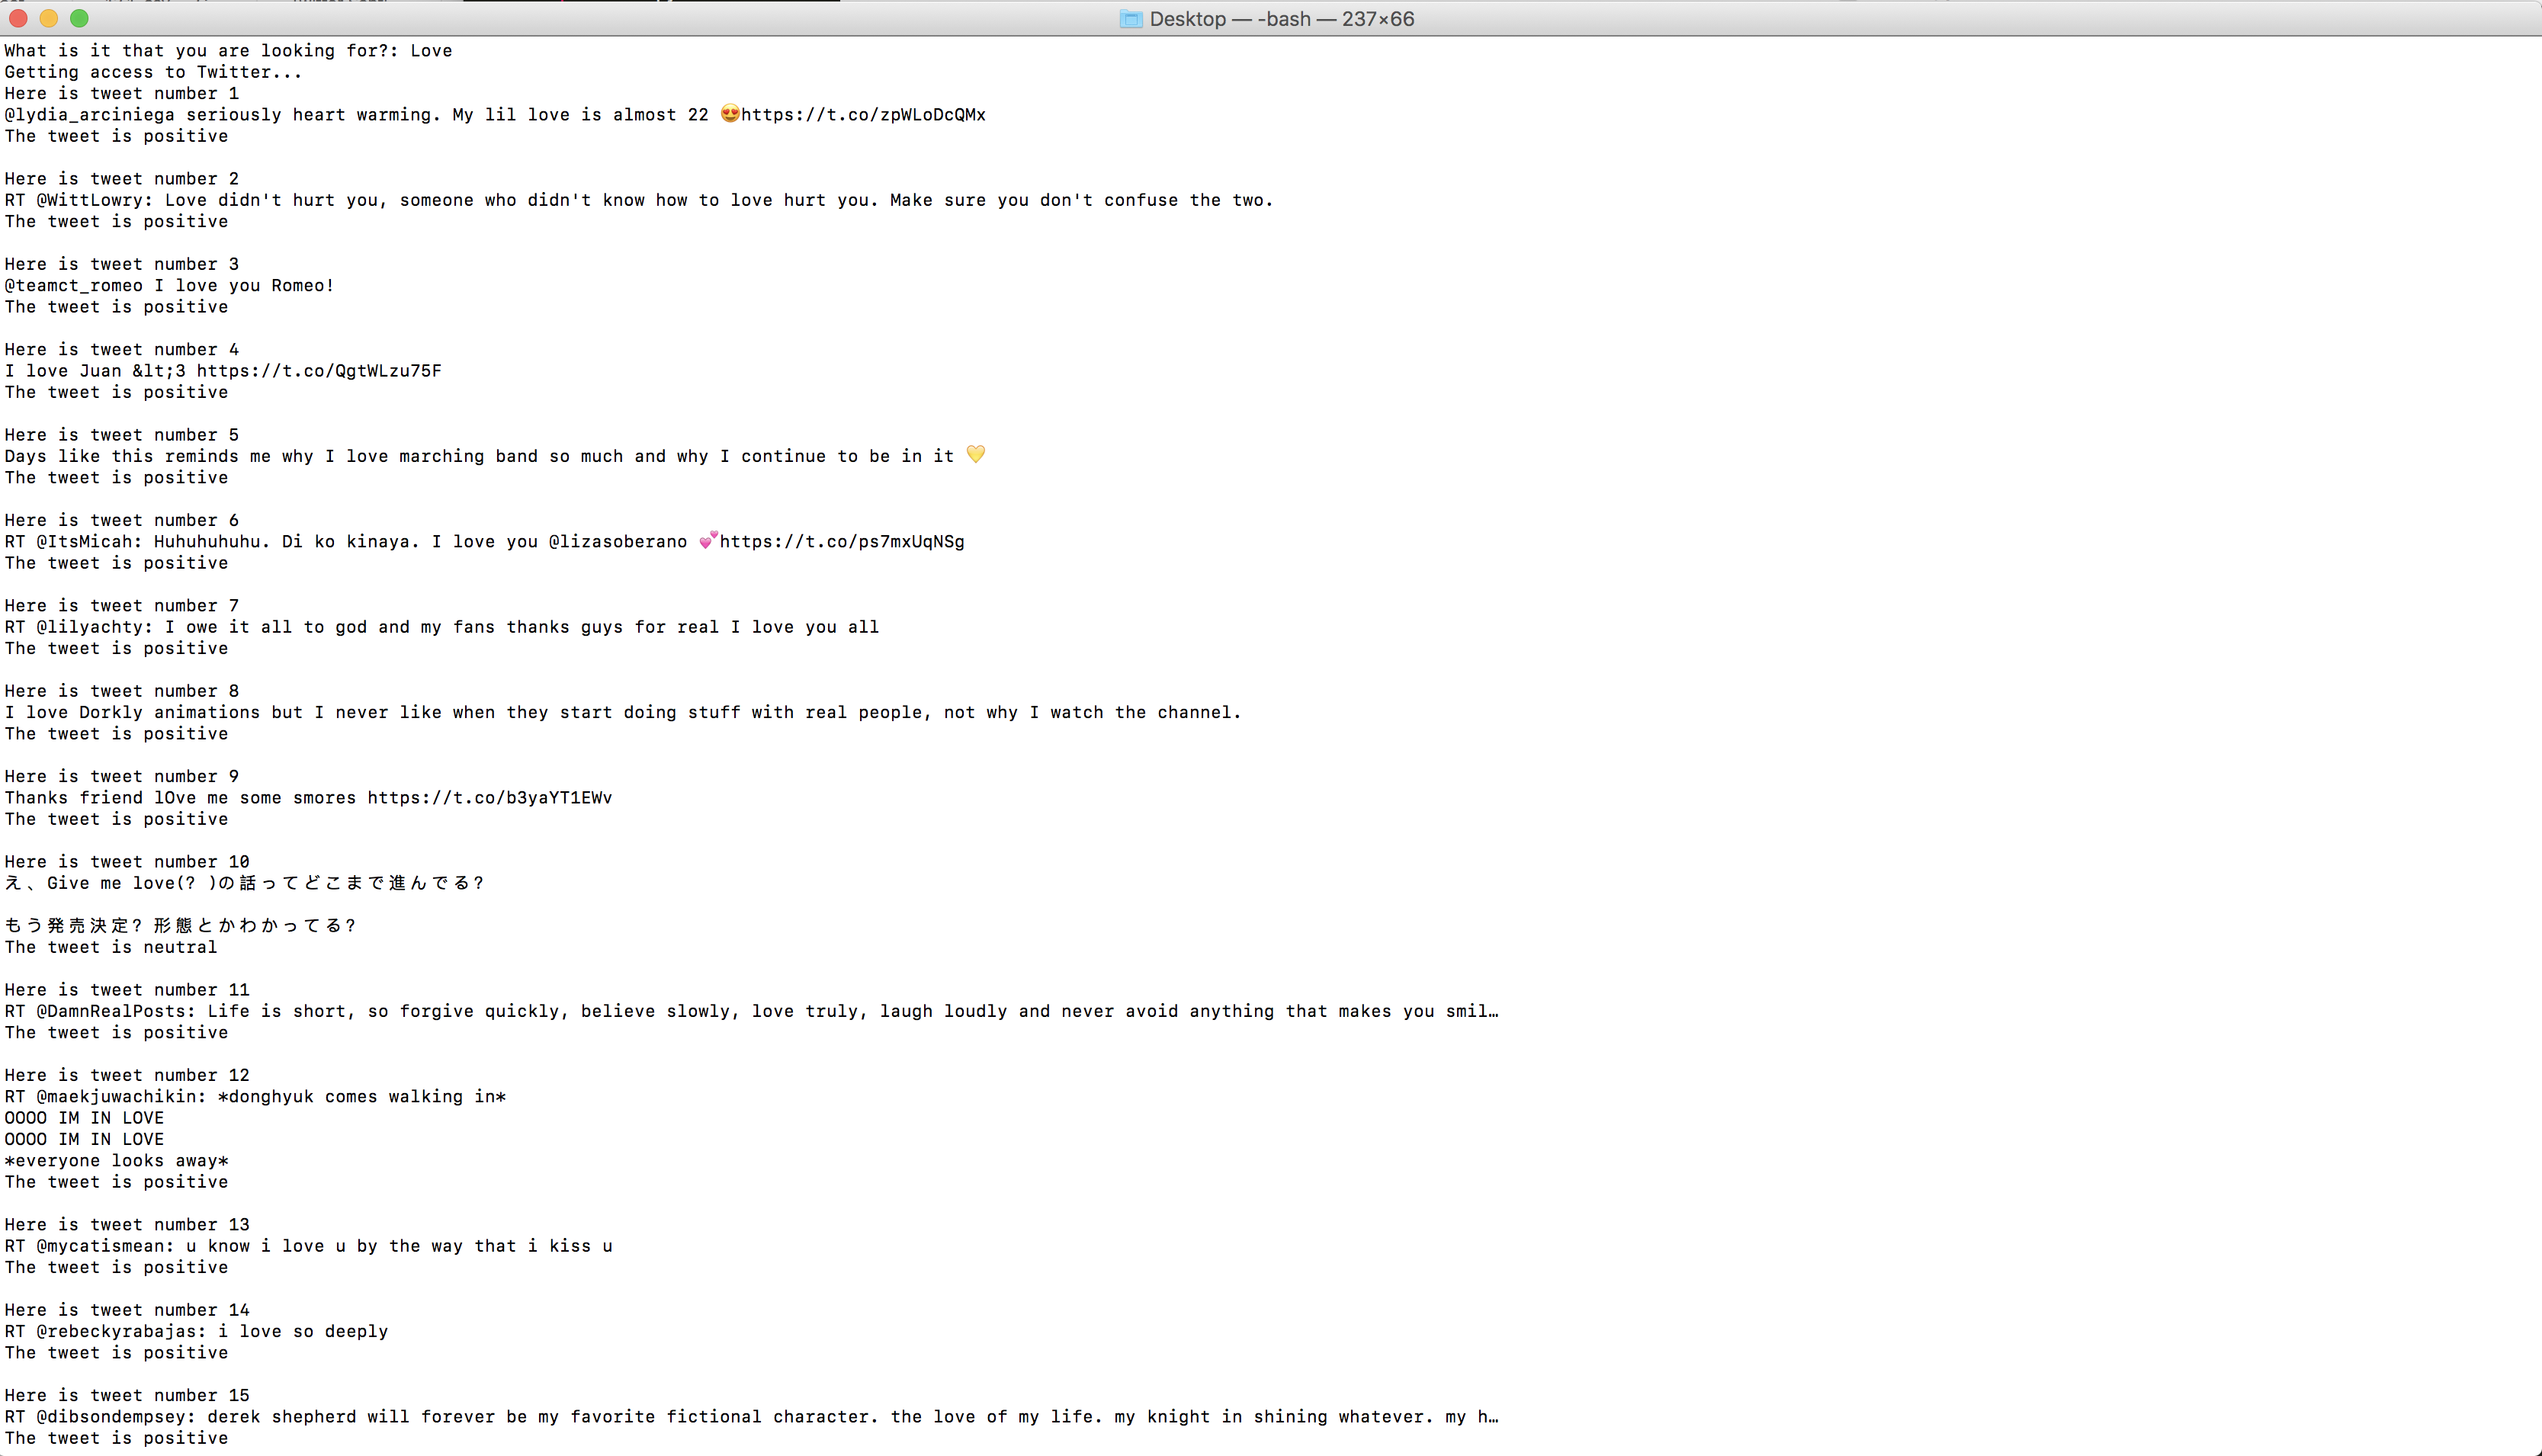 Desktop — -bash — 237×66
What is it that you are looking for?: Love
Getting access to Twitter...
Here is tweet number 1
@lydia_arciniega seriously heart warming. My lil love is almost 22 😍https://t.co/zpWLoDcQMx
The tweet is positive
Here is tweet number 2
RT @WittLowry: Love didn't hurt you, someone who didn't know how to love hurt you. Make sure you don't confuse the two.
The tweet is positive
Here is tweet number 3
@teamct_romeo I love you Romeo!
The tweet is positive
Here is tweet number 4
I love Juan &lt;3 https://t.co/QgtWLzu75F
The tweet is positive
Here is tweet number 5
Days like this reminds me why I love marching band so much and why I continue to be in it 💛
The tweet is positive
Here is tweet number 6
RT @ItsMicah: Huhuhuhuhu. Di ko kinaya. I love you @lizasoberano 💕https://t.co/ps7mxUqNSg
The tweet is positive
Here is tweet number 7
RT @lilyachty: I owe it all to god and my fans thanks guys for real I love you all
The tweet is positive
Here is tweet number 8
I love Dorkly animations but I never like when they start doing stuff with real people, not why I watch the channel.
The tweet is positive
Here is tweet number 9
Thanks friend lOve me some smores https://t.co/b3yaYT1EWv
The tweet is positive
Here is tweet number 10
え、Give me love(? )の話ってどこまで進んでる?
もう発売決定? 形態とかわかってる?
The tweet is neutral
Here is tweet number 11
RT @DamnRealPosts: Life is short, so forgive quickly, believe slowly, love truly, laugh loudly and never avoid anything that makes you smil…
The tweet is positive
Here is tweet number 12
RT @maekjuwachikin: *donghyuk comes walking in*
OOOO IM IN LOVE
OOOO IM IN LOVE
*everyone looks away*
The tweet is positive
Here is tweet number 13
RT @mycatismean: u know i love u by the way that i kiss u
The tweet is positive
Here is tweet number 14
RT @rebeckyrabajas: i love so deeply
The tweet is positive
Here is tweet number 15
RT @dibsondempsey: derek shepherd will forever be my favorite fictional character. the love of my life. my knight in shining whatever. my h…
The tweet is positive